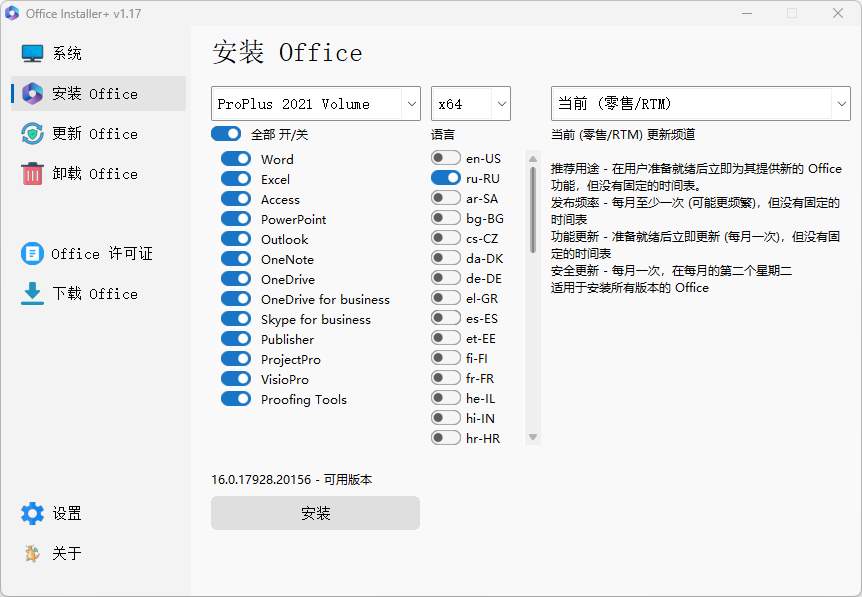 Office Installer+ v1.17
系统
安装 Office
更新 Office
卸载 Office
Office 许可证
下载 Office
设置
关于
安装 Office
ProPlus 2021 Volume
x64
当前 (零售/RTM)
全部 开/关
Word
Excel
Access
PowerPoint
Outlook
OneNote
OneDrive
OneDrive for business
Skype for business
Publisher
ProjectPro
VisioPro
Proofing Tools
语言
en-US
ru-RU
ar-SA
bg-BG
cs-CZ
da-DK
de-DE
el-GR
es-ES
et-EE
fi-FI
fr-FR
he-IL
hi-IN
hr-HR
当前 (零售/RTM) 更新频道
推荐用途 - 在用户准备就绪后立即为其提供新的 Office
功能，但没有固定的时间表。
发布频率 - 每月至少一次 (可能更频繁)，但没有固定的
时间表
功能更新 - 准备就绪后立即更新 (每月一次)，但没有固
定的时间表
安全更新 - 每月一次，在每月的第二个星期二
适用于安装所有版本的 Office
16.0.17928.20156 - 可用版本
安装